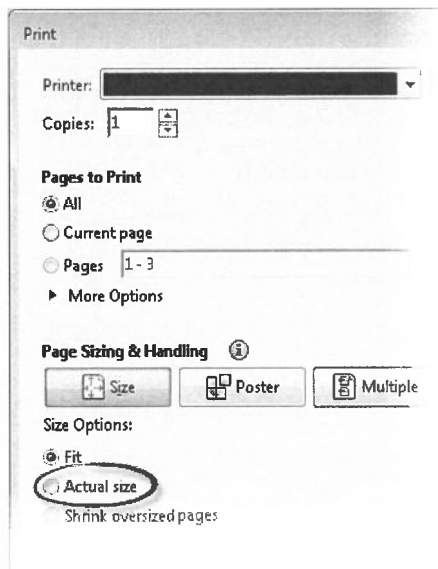 Print
Printer:
Copies: 1
Pages to Print
All
Current page
Pages 1 - 3
More Options
Page Sizing & Handling
Size Poster Multiple
Size Options:
Fit
Actual size
Shrink oversized pages